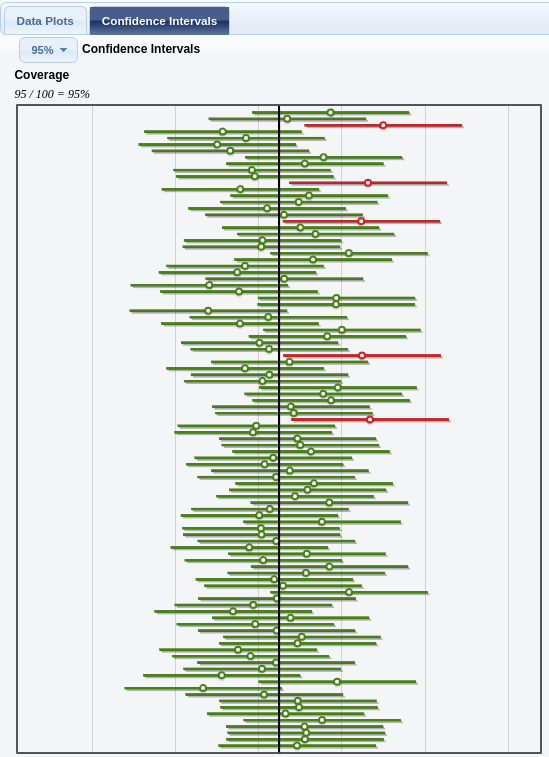 Data Plots Confidence Intervals
95% Confidence Intervals
Coverage
95 / 100 = 95%